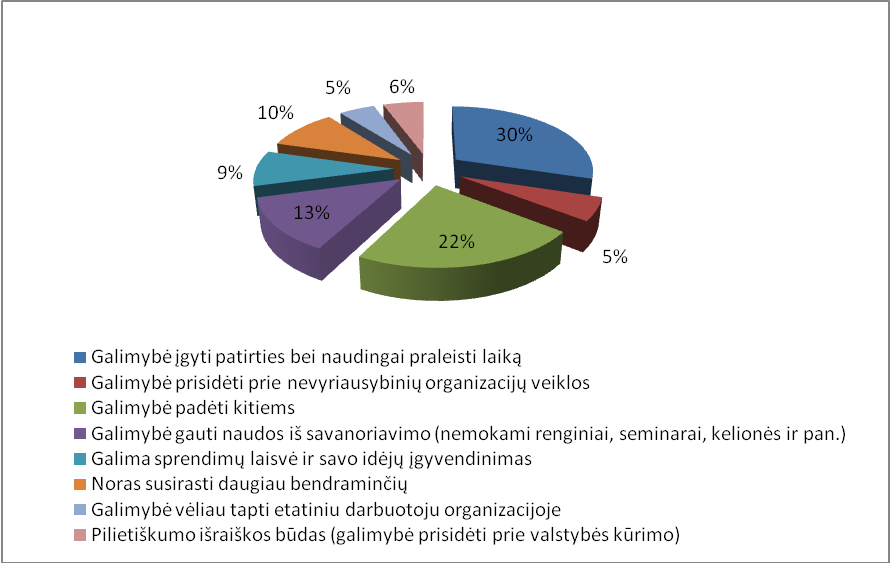 5%
6%
10%
30%
9%
13%
22%
5%
Galimybė įgyti patirties bei naudingai praleisti laiką
Galimybė prisidėti prie nevyriausybinių organizacijų veiklos
Galimybė padėti kitiems
Galimybė gauti naudos iš savanoriavimo (nemokami renginiai, seminarai, kelionės ir pan.)
Galima sprendimų laisvė ir savo idėjų įgyvendinimas
Noras susirasti daugiau bendraminčių
Galimybė vėliau tapti etatiniu darbuotoju organizacijoje
Pilietiškumo išraiškos būdas (galimybė prisidėti prie valstybės kūrimo)